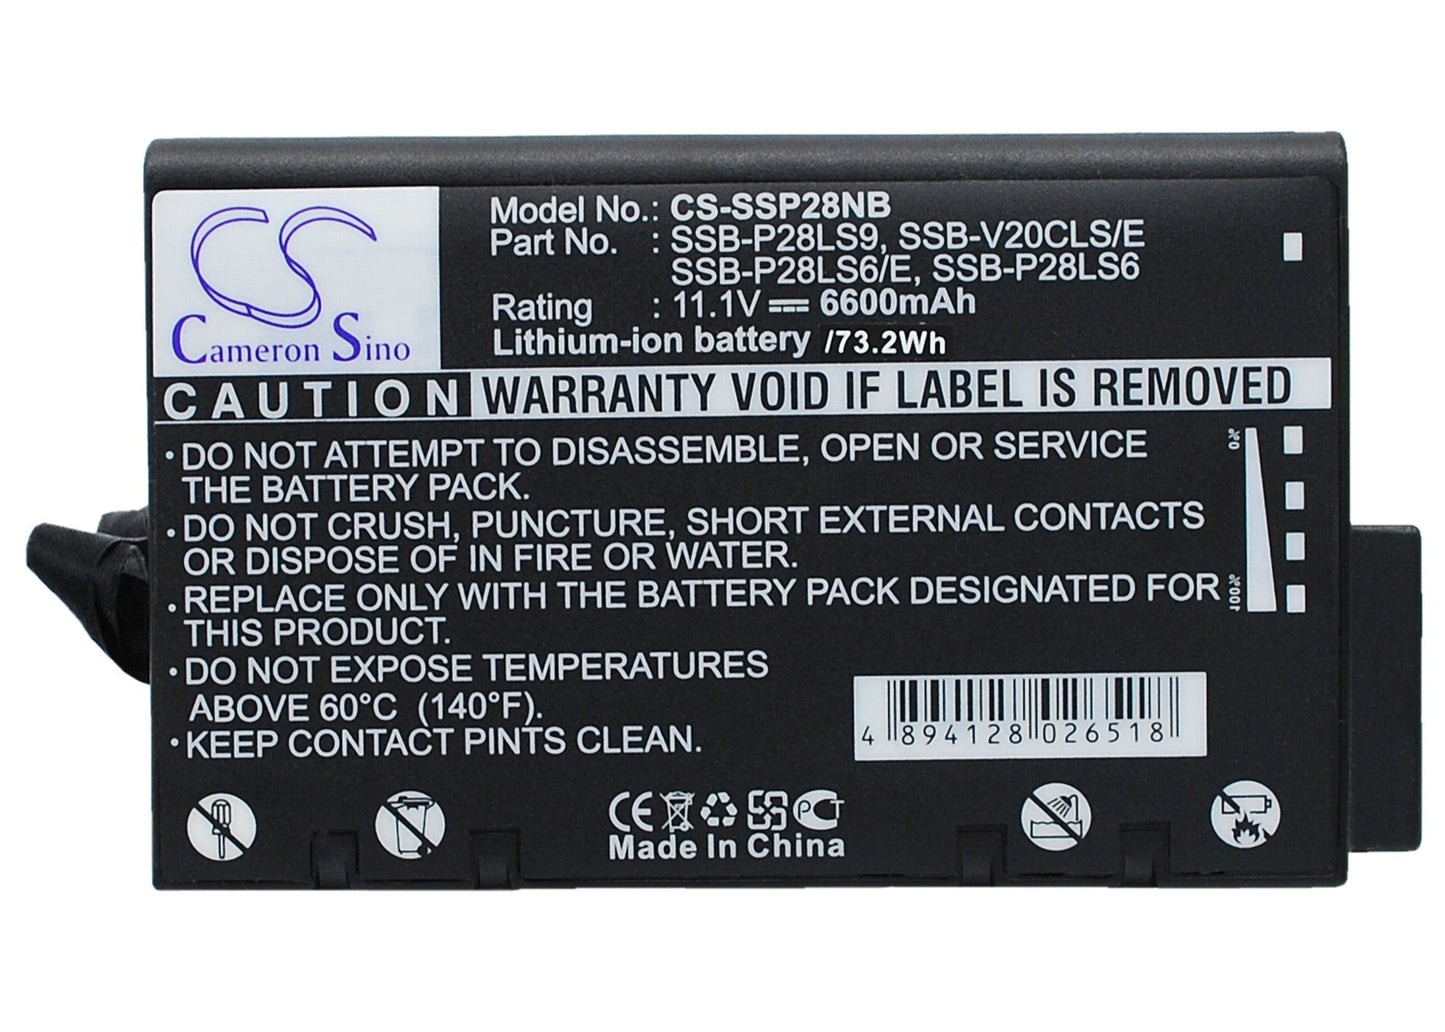 CS
Cameron Sino
Model No.: CS-SSP28NB
Part No. : SSB-P28LS9, SSB-V20CLS/E
SSB-P28LS6/E, SSB-P28LS6
Rating : 11.1V ⎓ 6600mAh
Lithium-ion battery /73.2Wh
CAUTION WARRANTY VOID IF LABEL IS REMOVED
• DO NOT ATTEMPT TO DISASSEMBLE, OPEN OR SERVICE
THE BATTERY PACK.
• DO NOT CRUSH, PUNCTURE, SHORT EXTERNAL CONTACTS
OR DISPOSE OF IN FIRE OR WATER.
• REPLACE ONLY WITH THE BATTERY PACK DESIGNATED FOR
THIS PRODUCT.
• DO NOT EXPOSE TEMPERATURES
ABOVE 60°C (140°F).
• KEEP CONTACT PINTS CLEAN.
0%
100%
4 894128 026518
CE PCT
Made In China